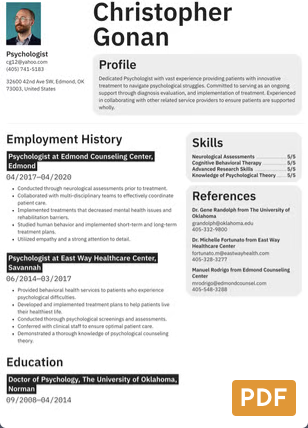 Christopher
Gonan
Psychologist
cg12@yahoo.com
(405) 741-5183
32600 42nd Ave SW, Edmond, OK
73003, United States
Profile
Dedicated Psychologist with vast experience providing patients with innovative
treatment to navigate psychological struggles. Committed to serving as an ongoing
support through diagnosis evaluation, and implementation of treatment. Experienced
in collaborating with other related service providers to ensure patients are supported
wholly.
Employment History
Psychologist at Edmond Counseling Center,
Edmond
04/2017–04/2020
• Conducted through neurological assessments prior to treatment.
• Collaborated with multi-disciplinary teams to effectively coordinate
patient care.
• Implemented treatments that decreased mental health issues and
rehabilitation barriers.
• Studied human behavior and implemented short-term and long-term
treatment plans.
• Utilized empathy and a strong attention to detail.
Psychologist at East Way Healthcare Center,
Savannah
06/2014–03/2017
• Provided behavioral health services to patients who experience
psychological difficulties.
• Developed and implemented treatment plans to help patients live
their healthiest life.
• Conducted thorough psychological screenings and assessments.
• Conferred with clinical staff to ensure optimal patient care.
• Demonstrated a thorough knowledge of psychological course of
treatments.
Education
Doctor of Psychology, The University of Oklahoma,
Norman
09/2008–04/2014
Skills
Neurological Assessments 5/5
Cognitive Behavioral Therapy 5/5
Advanced Research Skills 5/5
Knowledge of Psychological Theory 5/5
References
Dr. Gene Randolph from The University of
Oklahoma
grandolph@okahoma.edu
405-332-9800
Dr. Michelle Fortunato from East Way
Healthcare Center
fortunato.m@eastwayhealth.com
405-328-3277
Manuel Rodrigo from Edmond Counseling
Center
mrodrigo@edmondcounsel.com
405-548-3288
PDF